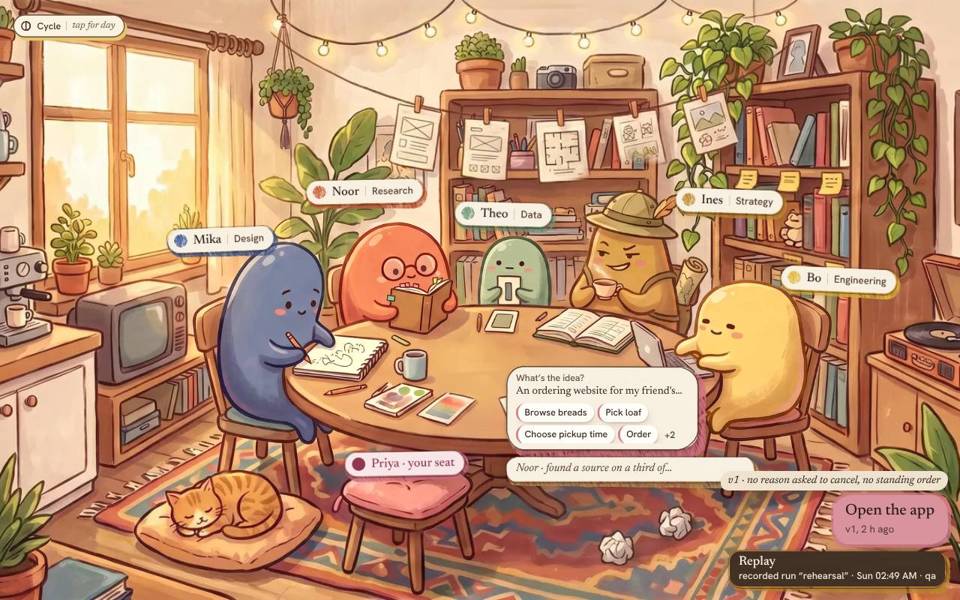 Cycle tap for day
Noor Research
Ines Strategy
Theo Data
Mika Design
Bo Engineering
What's the idea?
An ordering website for my friend's...
Browse breads Pick loaf
Choose pickup time Order +2
Priya · your seat
Noor · found a source on a third of...
v1 · no reason asked to cancel, no standing order
Open the app
v1, 2 h ago
Replay
recorded run "rehearsal" · Sun 02:49 AM · qa